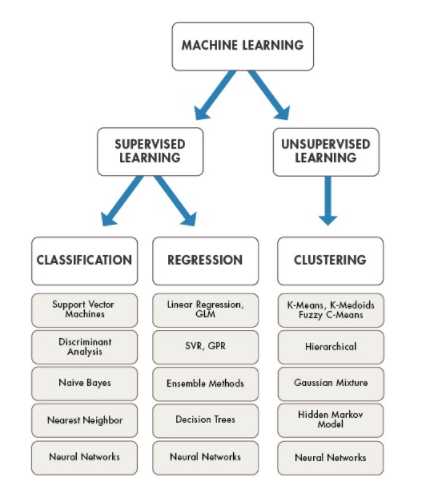 MACHINE LEARNING
SUPERVISED
LEARNING
UNSUPERVISED
LEARNING
CLASSIFICATION
REGRESSION
CLUSTERING
Support Vector
Machines
Linear Regression,
GLM
K-Means, K-Medoids
Fuzzy C-Means
Discriminant
Analysis
SVR, GPR
Hierarchical
Naive Bayes
Ensemble Methods
Gaussian Mixture
Nearest Neighbor
Decision Trees
Hidden Markov
Model
Neural Networks
Neural Networks
Neural Networks